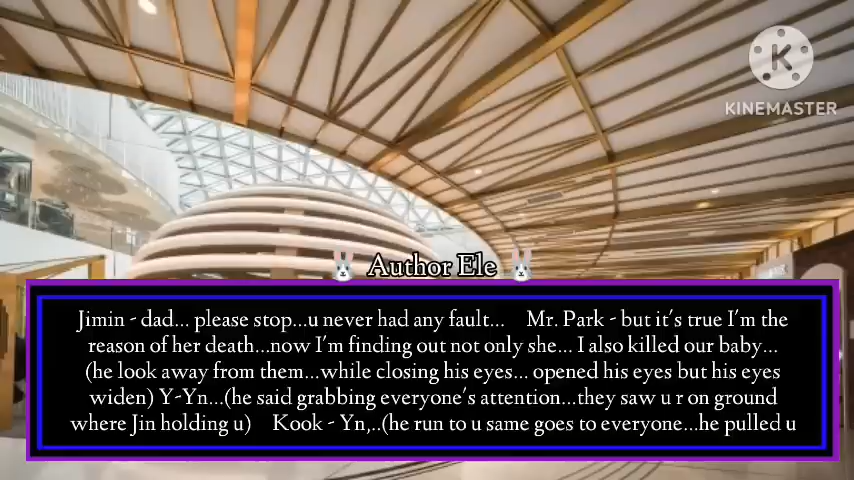 KINEMASTER
🐰 Author Ele 🐰
Jimin - dad... please stop...u never had any fault... Mr. Park - but it's true I'm the
reason of her death...now I'm finding out not only she... I also killed our baby...
(he look away from them...while closing his eyes... opened his eyes but his eyes
widen) Y-Yn...(he said grabbing everyone's attention...they saw u r on ground
where Jin holding u) Kook - Yn,..(he run to u same goes to everyone...he pulled u